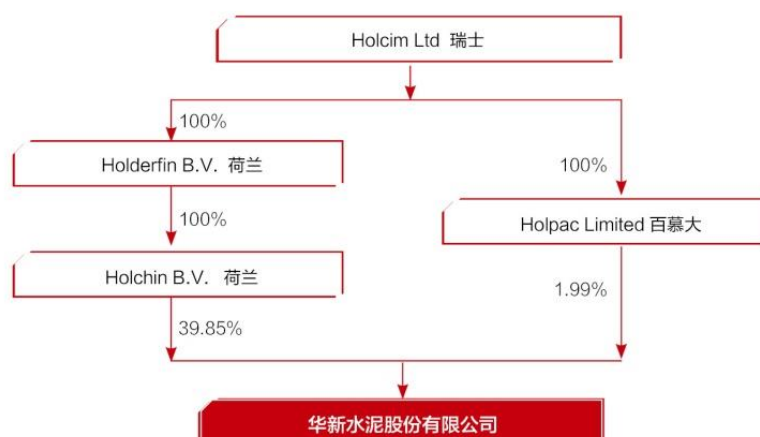 Holcim Ltd 瑞士
100%
Holderfin B.V. 荷兰
100%
100%
Holpac Limited 百慕大
Holchin B.V. 荷兰
1.99%
39.85%
华新水泥股份有限公司